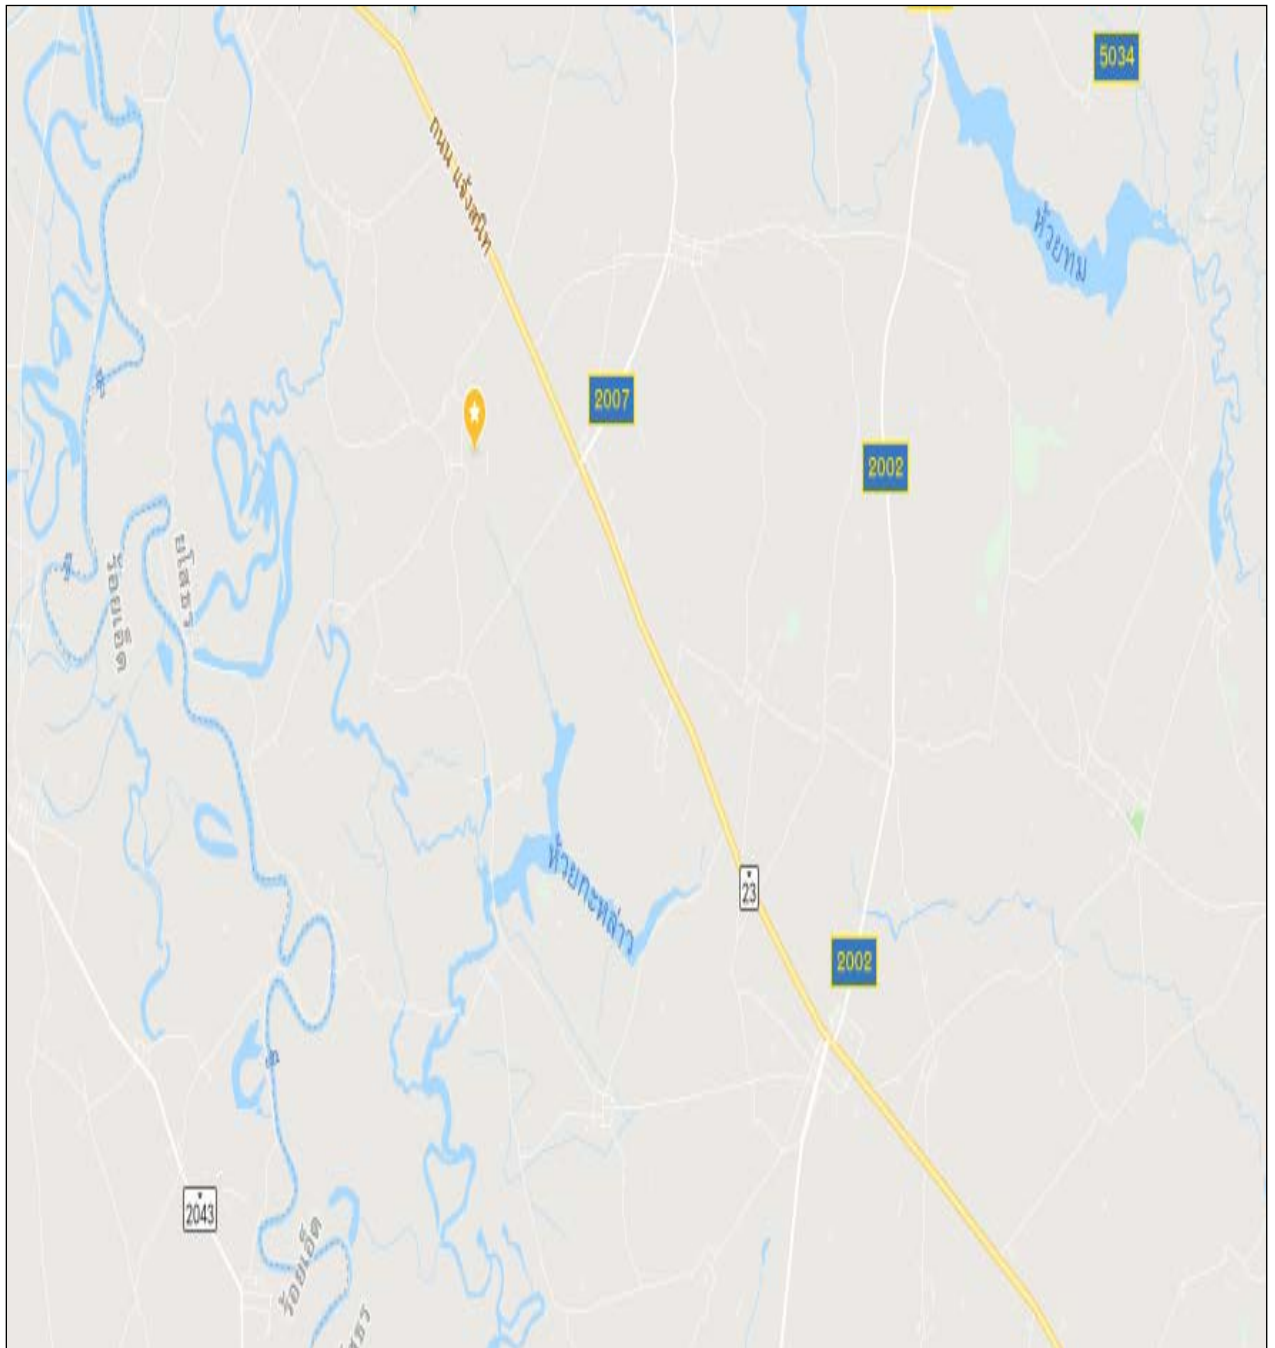 5034
ถนน แจ้งสนิท
ห้วยทม
2007
2002
ยโสธร
ร้อยเอ็ด
ห้วยกะหล่าว
23
2002
2043
ร้อยเอ็ด